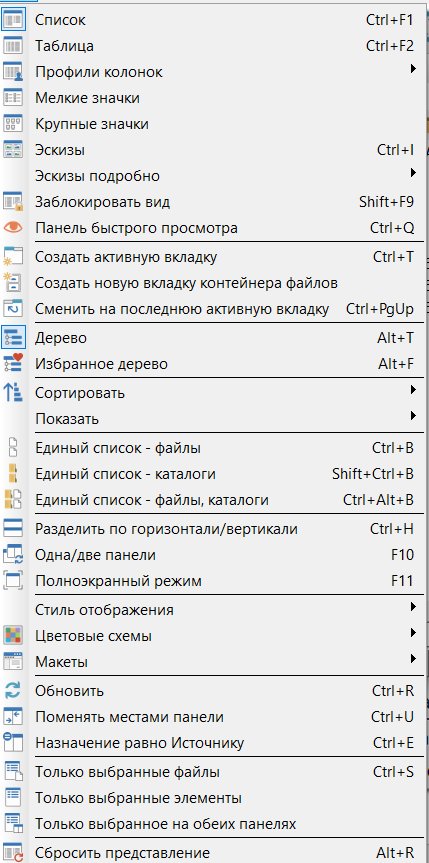 Список Ctrl+F1
Таблица Ctrl+F2
Профили колонок
Мелкие значки
Крупные значки
Эскизы Ctrl+I
Эскизы подробно
Заблокировать вид Shift+F9
Панель быстрого просмотра Ctrl+Q
Создать активную вкладку Ctrl+T
Создать новую вкладку контейнера файлов
Сменить на последнюю активную вкладку Ctrl+PgUp
Дерево Alt+T
Избранное дерево Alt+F
Сортировать
Показать
Единый список - файлы Ctrl+B
Единый список - каталоги Shift+Ctrl+B
Единый список - файлы, каталоги Ctrl+Alt+B
Разделить по горизонтали/вертикали Ctrl+H
Одна/две панели F10
Полноэкранный режим F11
Стиль отображения
Цветовые схемы
Макеты
Обновить Ctrl+R
Поменять местами панели Ctrl+U
Назначение равно Источнику Ctrl+E
Только выбранные файлы Ctrl+S
Только выбранные элементы
Только выбранное на обеих панелях
Сбросить представление Alt+R